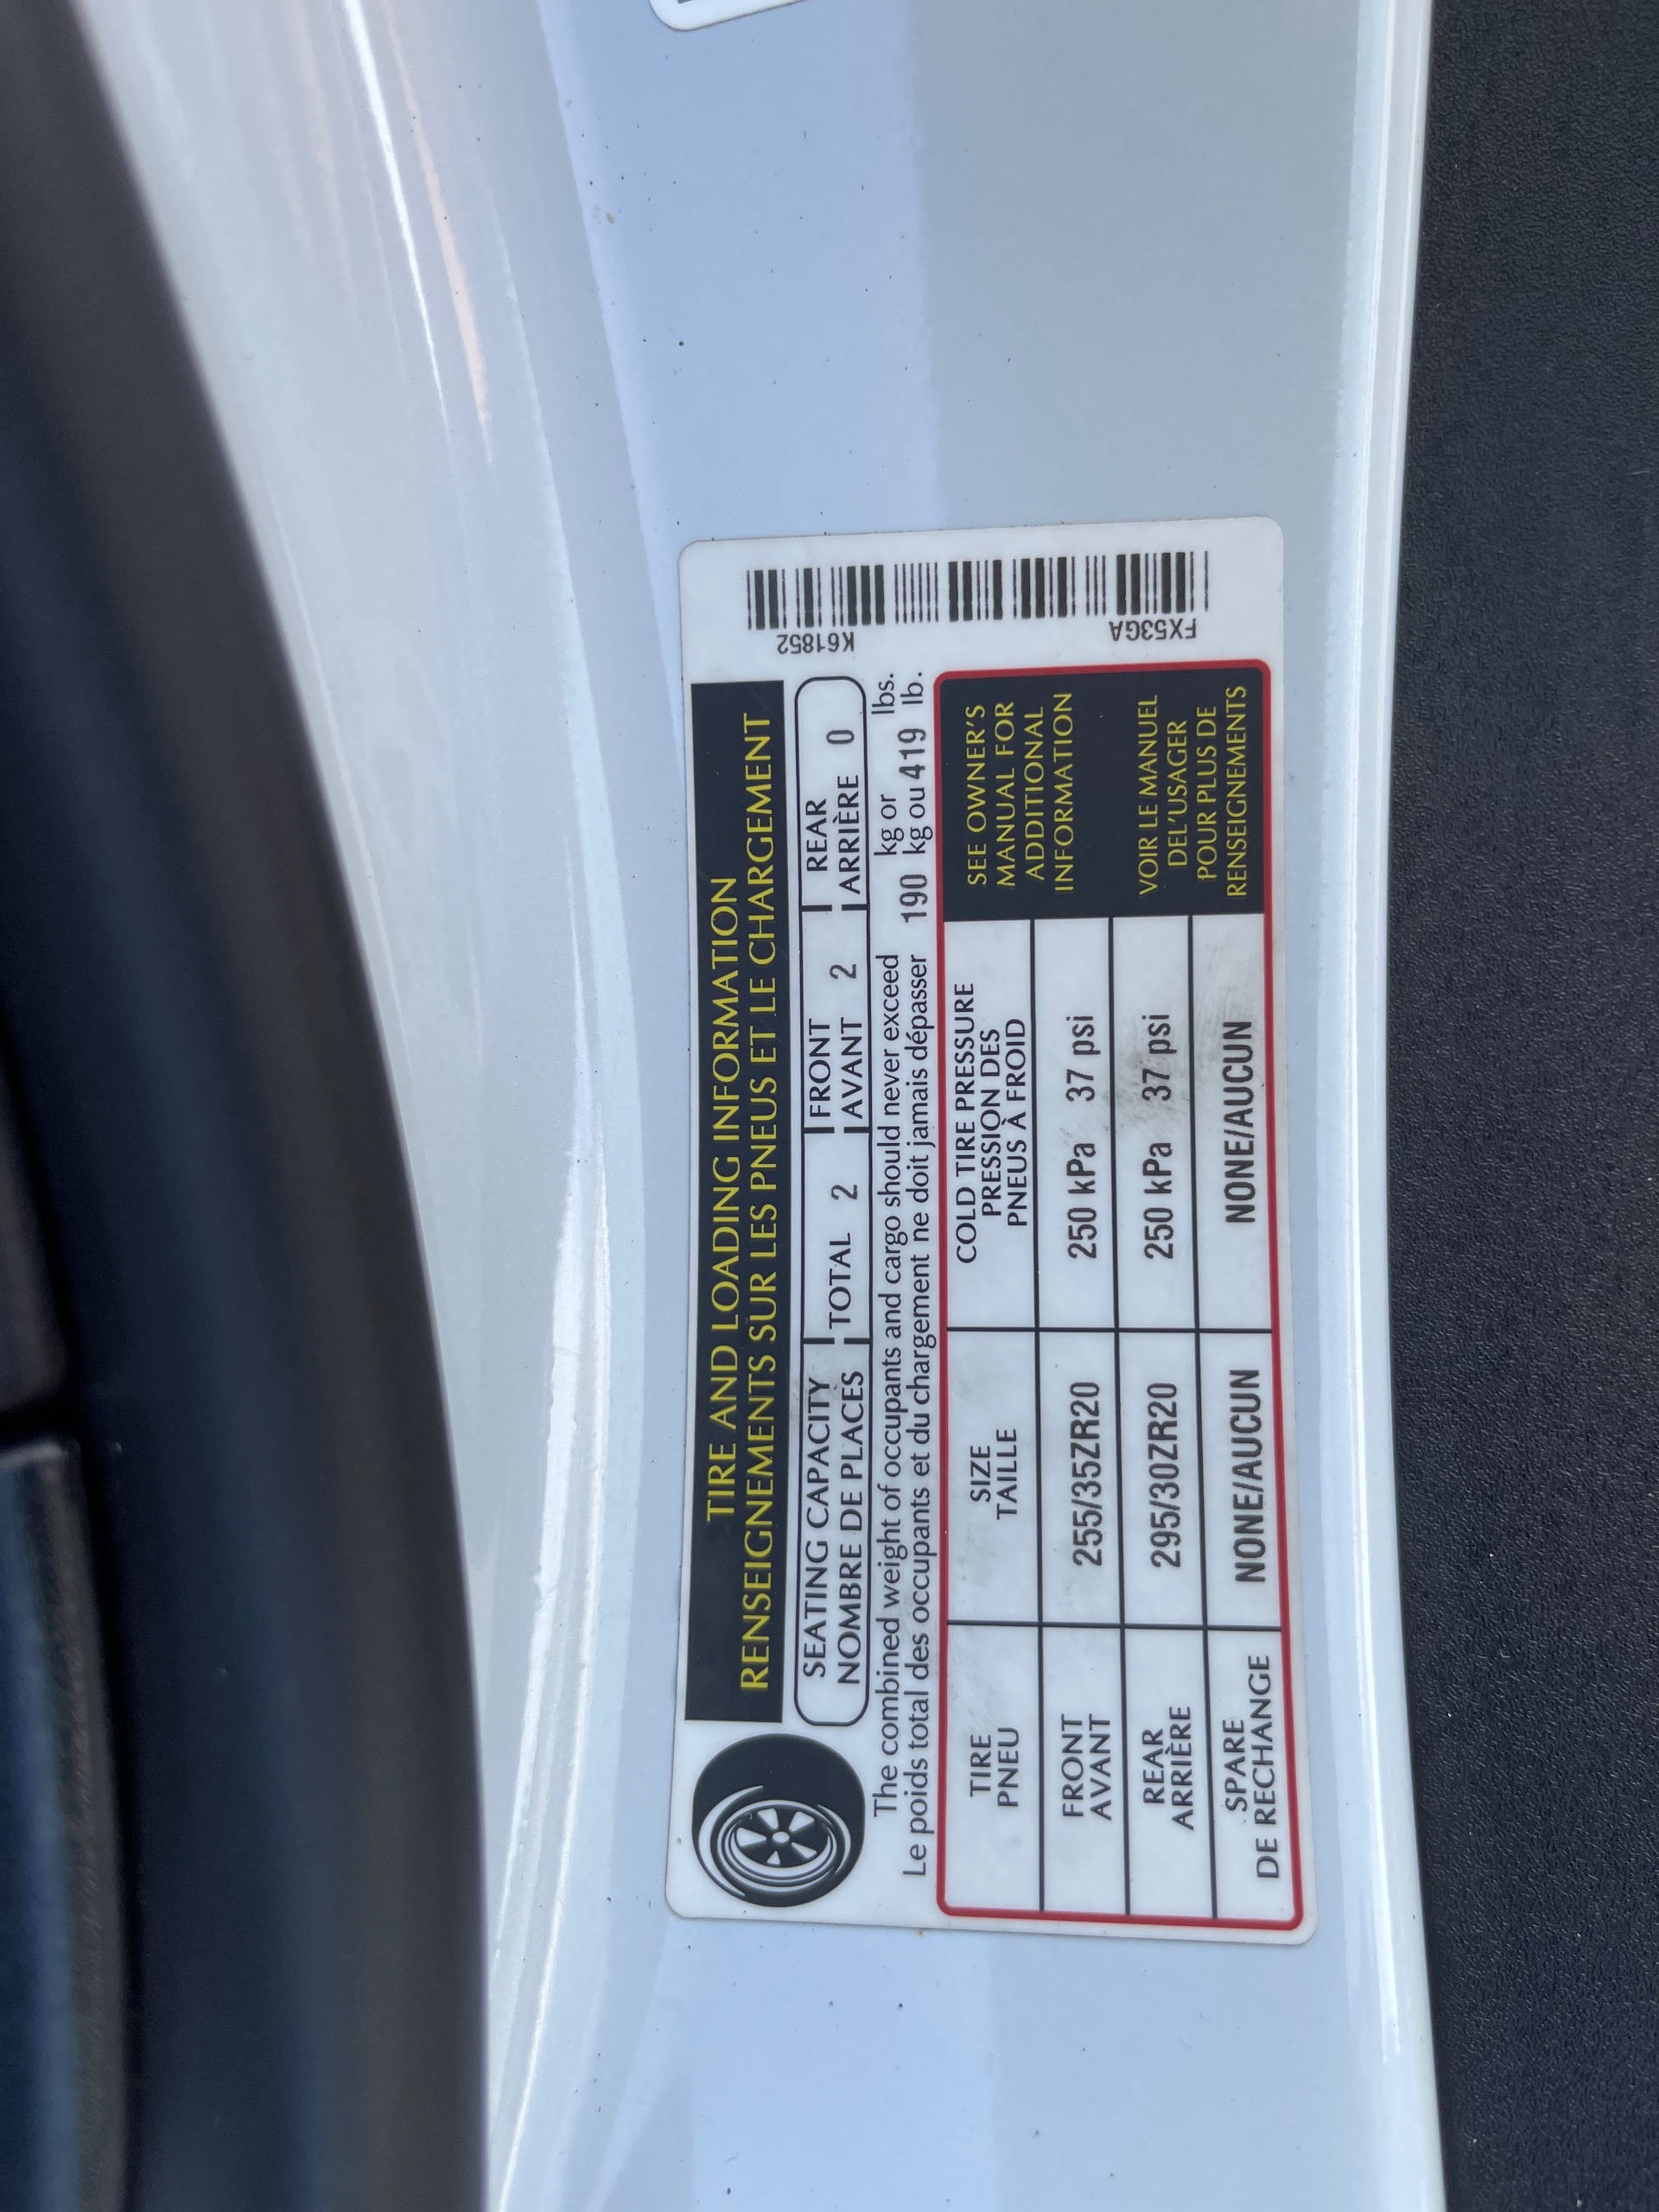 TIRE AND LOADING INFORMATION
RENSEIGNEMENTS SUR LES PNEUS ET LE CHARGEMENT
SEATING CAPACITY
NOMBRE DE PLACES
TOTAL 2
FRONT
AVANT 2
REAR
ARRIÈRE 0
The combined weight of occupants and cargo should never exceed kg or lbs.
Le poids total des occupants et du chargement ne doit jamais dépasser 190 kg ou 419 lb.
TIRE
PNEU
SIZE
TAILLE
COLD TIRE PRESSURE
PRESSION DES
PNEUS À FROID
FRONT
AVANT
255/35ZR20
250 kPa 37 psi
REAR
ARRIÈRE
295/30ZR20
250 kPa 37 psi
SPARE
DE RECHANGE
NONE/AUCUN
NONE/AUCUN
SEE OWNER'S
MANUAL FOR
ADDITIONAL
INFORMATION
VOIR LE MANUEL
DEL'USAGER
POUR PLUS DE
RENSEIGNEMENTS
K61852
FX53GA